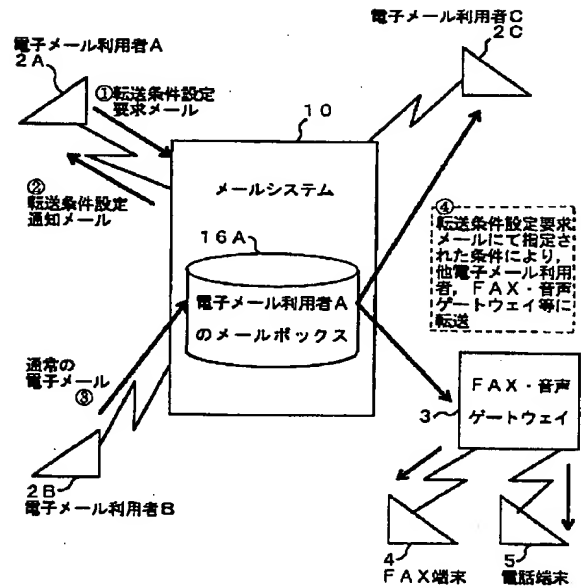 電子メール利用者A
2A
①転送条件設定
要求メール
②
転送条件設定
通知メール
10
メールシステム
16A
電子メール利用者A
のメールボックス
通常の
電子メール
③
2B
電子メール利用者B
電子メール利用者C
2C
④
転送条件設定要求
メールにて指定さ
れた条件により,
他電子メール利用
者,FAX・音声
ゲートウェイ等に
転送
FAX・音声
ゲートウェイ
3
4
FAX端末
5
電話端末